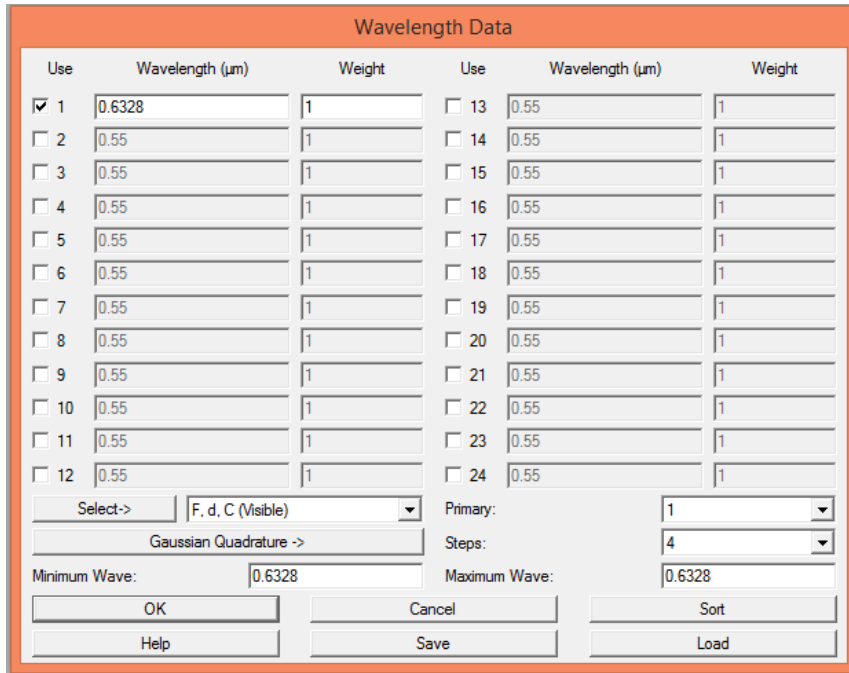 Wavelength Data
Use Wavelength (µm) Weight Use Wavelength (µm) Weight
1 0.6328 1 13 0.55 1
2 0.55 1 14 0.55 1
3 0.55 1 15 0.55 1
4 0.55 1 16 0.55 1
5 0.55 1 17 0.55 1
6 0.55 1 18 0.55 1
7 0.55 1 19 0.55 1
8 0.55 1 20 0.55 1
9 0.55 1 21 0.55 1
10 0.55 1 22 0.55 1
11 0.55 1 23 0.55 1
12 0.55 1 24 0.55 1
Select-> F, d, C (Visible) Primary: 1
Gaussian Quadrature -> Steps: 4
Minimum Wave: 0.6328 Maximum Wave: 0.6328
OK Cancel Sort
Help Save Load